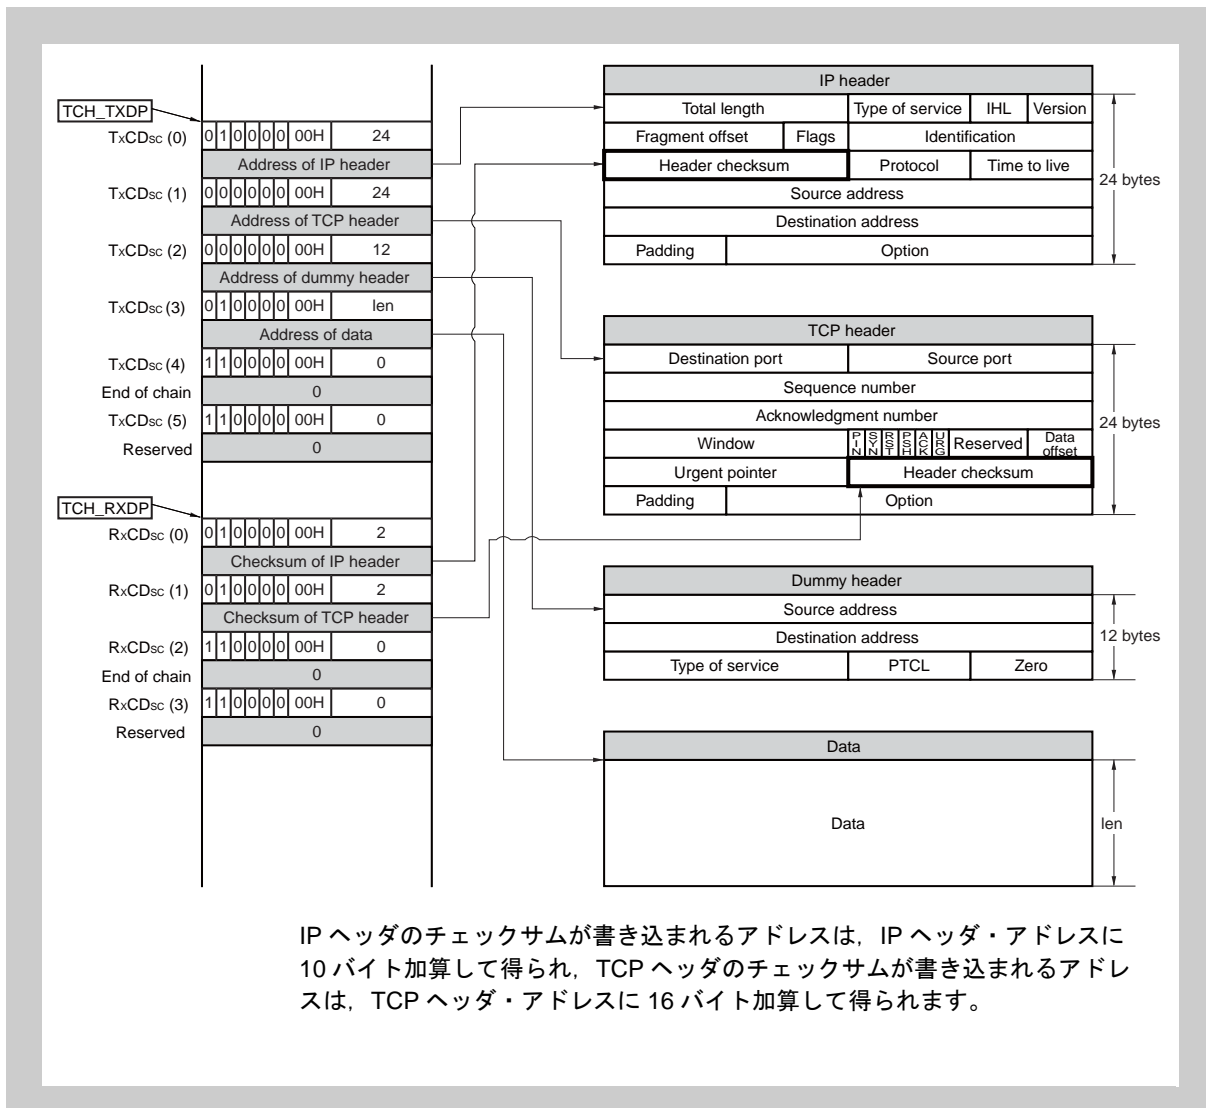 TCH_TXDP
TxCDsc (0) 0 1 0 0 0 0 00H 24
Address of IP header
TxCDsc (1) 0 0 0 0 0 0 00H 24
Address of TCP header
TxCDsc (2) 0 0 0 0 0 0 00H 12
Address of dummy header
TxCDsc (3) 0 1 0 0 0 0 00H len
Address of data
TxCDsc (4) 1 1 0 0 0 0 00H 0
End of chain 0
TxCDsc (5) 1 1 0 0 0 0 00H 0
Reserved 0
TCH_RXDP
RxCDsc (0) 0 1 0 0 0 0 00H 2
Checksum of IP header
RxCDsc (1) 0 1 0 0 0 0 00H 2
Checksum of TCP header
RxCDsc (2) 1 1 0 0 0 0 00H 0
End of chain 0
RxCDsc (3) 1 1 0 0 0 0 00H 0
Reserved 0
IP header
Total length Type of service IHL Version
Fragment offset Flags Identification
Header checksum Protocol Time to live
24 bytes
Source address
Destination address
Padding Option
TCP header
Destination port Source port
Sequence number
Acknowledgment number
24 bytes
Window PIN SYN RST PSH ACK URG Reserved Data offset
Urgent pointer Header checksum
Padding Option
Dummy header
Source address
Destination address
12 bytes
Type of service PTCL Zero
Data
Data
len
IP ヘッダのチェックサムが書き込まれるアドレスは，IP ヘッダ・アドレスに
10 バイト加算して得られ，TCP ヘッダのチェックサムが書き込まれるアドレ
スは，TCP ヘッダ・アドレスに 16 バイト加算して得られます。